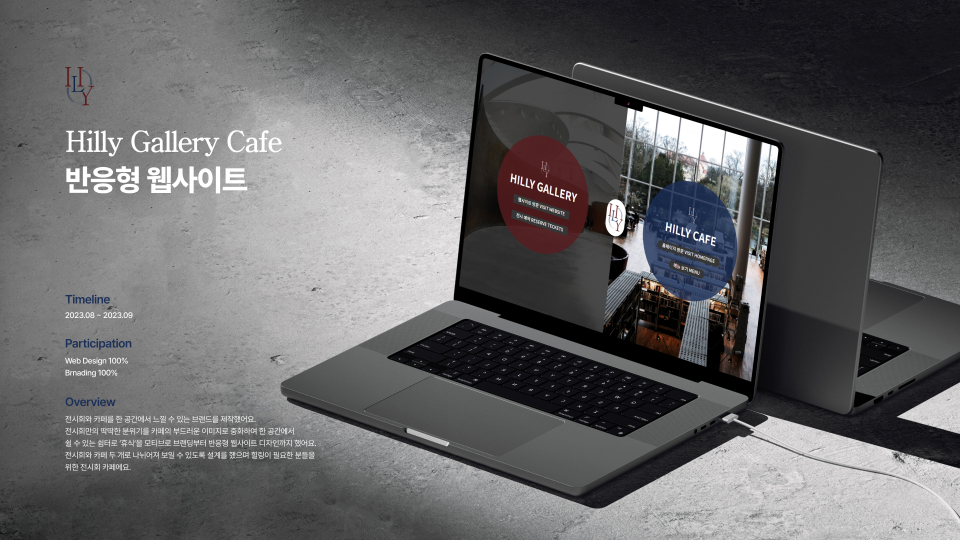 HLLY
Hilly Gallery Cafe
반응형 웹사이트
Timeline
2023.08 – 2023.09
Participation
Web Design 100%
Brnading 100%
Overview
전시회와 카페를 한 공간에서 느낄 수 있는 브랜드를 제작했어요.
전시회만의 딱딱한 분위기를 카페의 부드러운 이미지로 중화하여 한 공간에서
쉴 수 있는 쉼터로 '휴식'을 모티브로 브랜딩부터 반응형 웹사이트 디자인까지 했어요.
전시회와 카페 두 개로 나뉘어져 보일 수 있도록 설계를 했으며 힐링이 필요한 분들을
위한 전시회 카페에요.
HILLY GALLERY
웹사이트 방문 VISIT WEBSITE
전시 예약 RESERVE TICKETS
HILLY CAFE
홈페이지 방문 VISIT HOMEPAGE
메뉴 보기 MENU